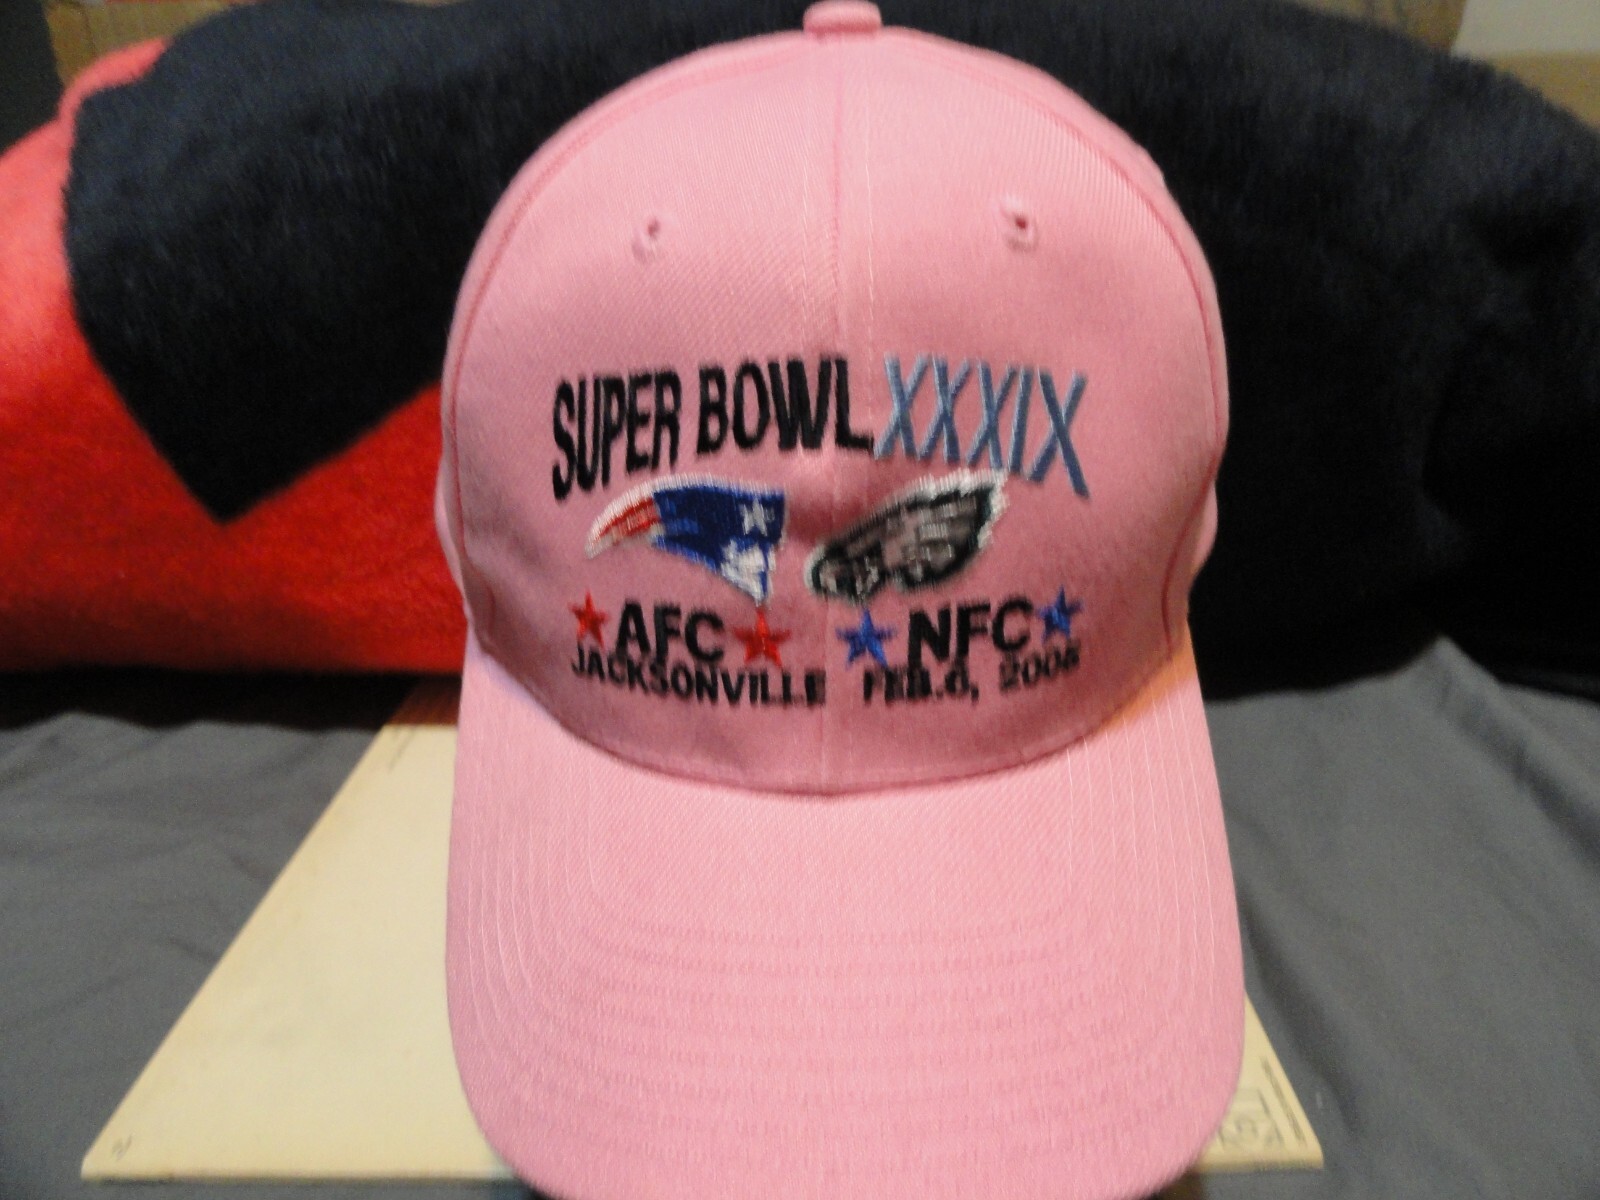 SUPER BOWL XXXIX
AFC NFC
JACKSONVILLE FEB.6, 2005